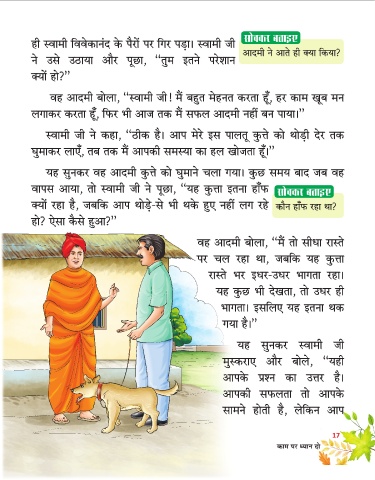 ही स्वामी विवेकानंद के पैरों पर गिर पड़ा। स्वामी जी
ने उसे उठाया और पूछा, “तुम इतने परेशान
क्यों हो?”
सोचकर बताइए
आदमी ने आते ही क्या किया?
वह आदमी बोला, “स्वामी जी! मैं बहुत मेहनत करता हूँ, हर काम खूब मन
लगाकर करता हूँ, फिर भी आज तक मैं सफल आदमी नहीं बन पाया।”
स्वामी जी ने कहा, “ठीक है। आप मेरे इस पालतू कुत्ते को थोड़ी देर तक
घुमाकर लाएँ, तब तक मैं आपकी समस्या का हल खोजता हूँ।”
यह सुनकर वह आदमी कुत्ते को घुमाने चला गया। कुछ समय बाद जब वह
वापस आया, तो स्वामी जी ने पूछा, “यह कुत्ता इतना हाँफ
क्यों रहा है, जबकि आप थोड़े-से भी थके हुए नहीं लग रहे
हो? ऐसा कैसे हुआ?”
सोचकर बताइए
कौन हाँफ रहा था?
वह आदमी बोला, “मैं तो सीधा रास्ते
पर चल रहा था, जबकि यह कुत्ता
रास्ते भर इधर-उधर भागता रहा।
यह कुछ भी देखता, तो उधर ही
भागता। इसलिए यह इतना थक
गया है।”
यह सुनकर स्वामी जी
मुस्कराए और बोले, “यही
आपके प्रश्न का उत्तर है।
आपकी सफलता तो आपके
सामने होती है, लेकिन आप
17
काम पर ध्यान दो